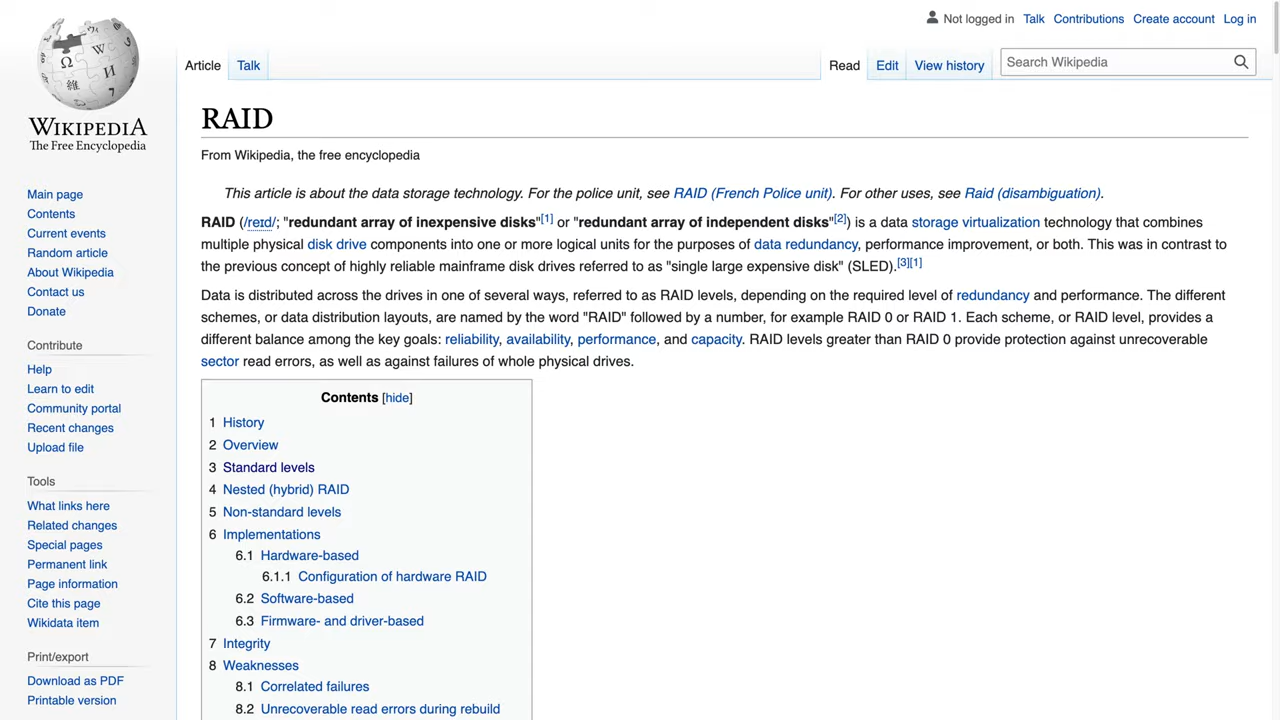 Not logged in Talk Contributions Create account Log in
Article Talk Read Edit View history Search Wikipedia
Ω W И 維
WIKIPEDIA
The Free Encyclopedia
Main page
Contents
Current events
Random article
About Wikipedia
Contact us
Donate
Contribute
Help
Learn to edit
Community portal
Recent changes
Upload file
Tools
What links here
Related changes
Special pages
Permanent link
Page information
Cite this page
Wikidata item
Print/export
Download as PDF
Printable version
RAID
From Wikipedia, the free encyclopedia
This article is about the data storage technology. For the police unit, see RAID (French Police unit). For other uses, see Raid (disambiguation).
RAID (/reɪd/; "redundant array of inexpensive disks"[1] or "redundant array of independent disks"[2]) is a data storage virtualization technology that combines
multiple physical disk drive components into one or more logical units for the purposes of data redundancy, performance improvement, or both. This was in contrast to
the previous concept of highly reliable mainframe disk drives referred to as "single large expensive disk" (SLED).[3][1]
Data is distributed across the drives in one of several ways, referred to as RAID levels, depending on the required level of redundancy and performance. The different
schemes, or data distribution layouts, are named by the word "RAID" followed by a number, for example RAID 0 or RAID 1. Each scheme, or RAID level, provides a
different balance among the key goals: reliability, availability, performance, and capacity. RAID levels greater than RAID 0 provide protection against unrecoverable
sector read errors, as well as against failures of whole physical drives.
Contents [hide]
1 History
2 Overview
3 Standard levels
4 Nested (hybrid) RAID
5 Non-standard levels
6 Implementations
6.1 Hardware-based
6.1.1 Configuration of hardware RAID
6.2 Software-based
6.3 Firmware- and driver-based
7 Integrity
8 Weaknesses
8.1 Correlated failures
8.2 Unrecoverable read errors during rebuild